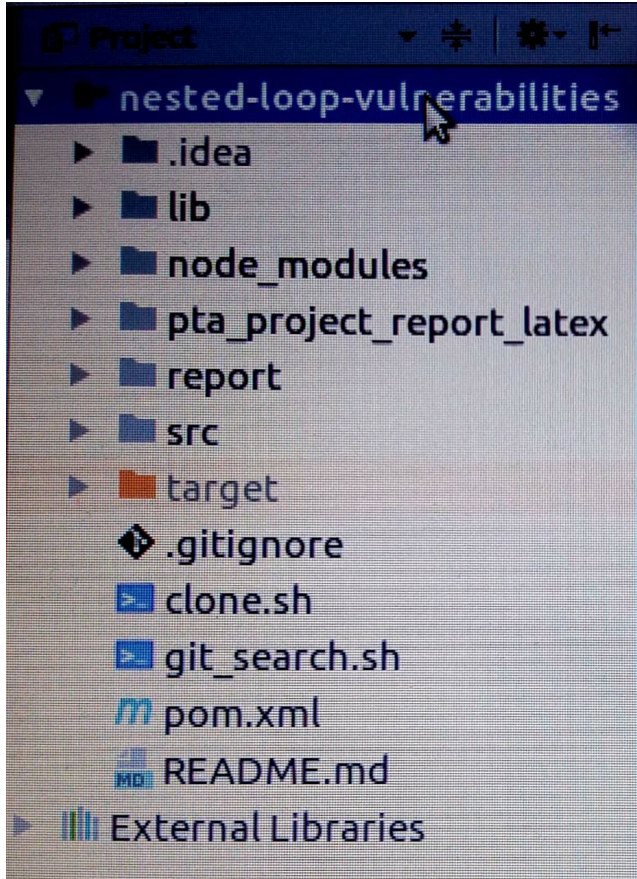 Project
nested-loop-vulnerabilities
.idea
lib
node_modules
pta_project_report_latex
report
src
target
.gitignore
clone.sh
git_search.sh
pom.xml
README.md
External Libraries